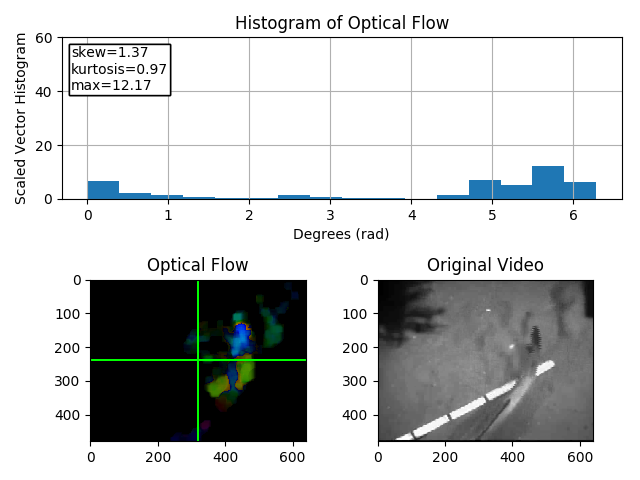 Histogram of Optical Flow
skew=1.37
kurtosis=0.97
max=12.17
Scaled Vector Histogram
60
40
20
0
0 1 2 3 4 5 6
Degrees (rad)
Optical Flow
0
100
200
300
400
0 200 400 600
Original Video
0
100
200
300
400
0 200 400 600